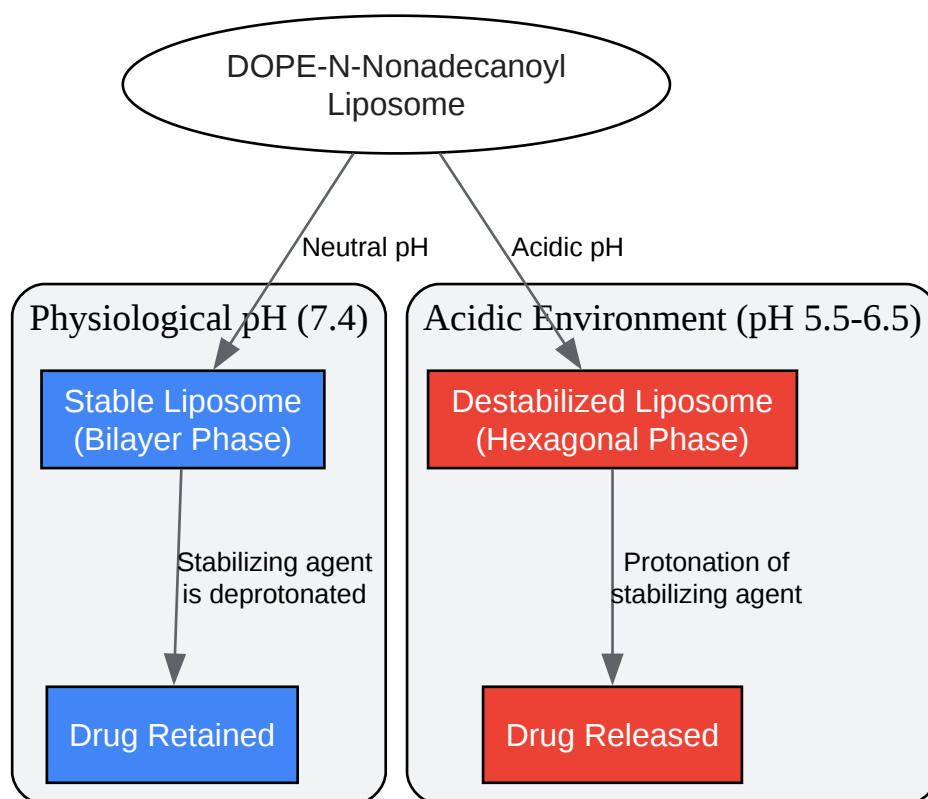 DOPE-N-Nonadecanoyl
Liposome
Neutral pH
Acidic pH
Physiological pH (7.4)
Acidic Environment (pH 5.5-6.5)
Stable Liposome
(Bilayer Phase)
Destabilized Liposome
(Hexagonal Phase)
Stabilizing agent
is deprotonated
Protonation of
stabilizing agent
Drug Retained
Drug Released